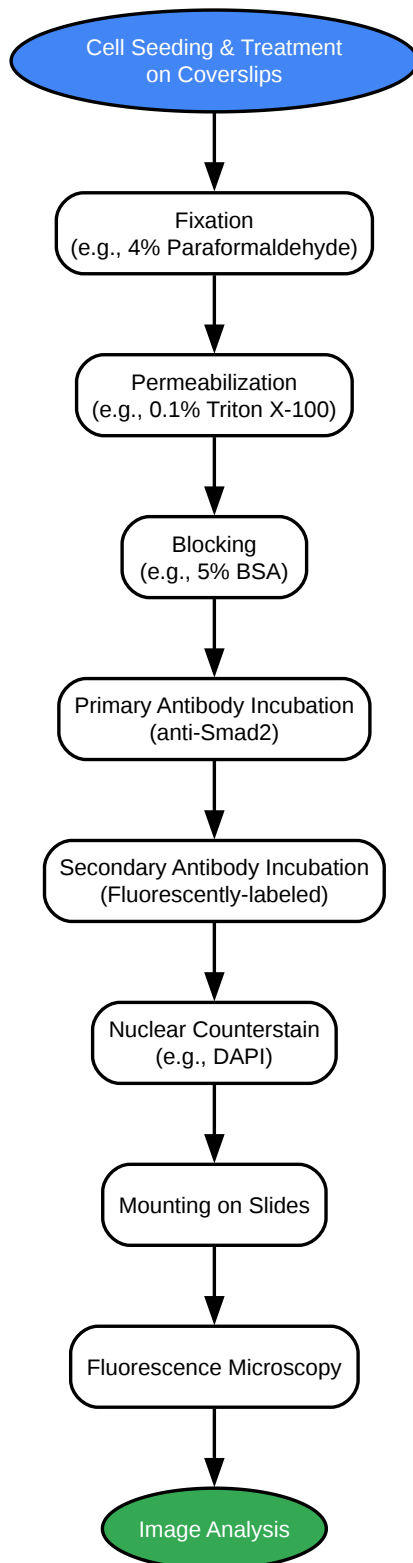 Cell Seeding & Treatment
on Coverslips
Fixation
(e.g., 4% Paraformaldehyde)
Permeabilization
(e.g., 0.1% Triton X-100)
Blocking
(e.g., 5% BSA)
Primary Antibody Incubation
(anti-Smad2)
Secondary Antibody Incubation
(Fluorescently-labeled)
Nuclear Counterstain
(e.g., DAPI)
Mounting on Slides
Fluorescence Microscopy
Image Analysis